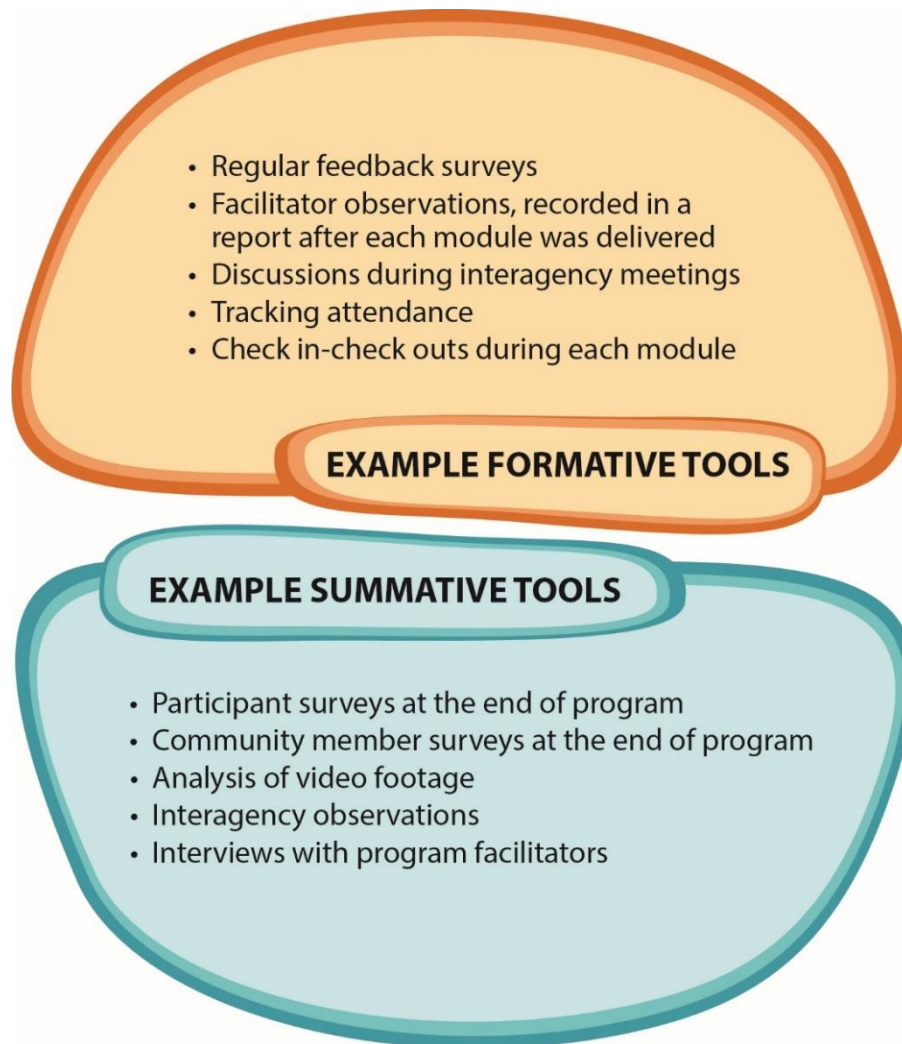 • Regular feedback surveys
• Facilitator observations, recorded in a
report after each module was delivered
• Discussions during interagency meetings
• Tracking attendance
• Check in-check outs during each module
EXAMPLE FORMATIVE TOOLS
EXAMPLE SUMMATIVE TOOLS
• Participant surveys at the end of program
• Community member surveys at the end of program
• Analysis of video footage
• Interagency observations
• Interviews with program facilitators